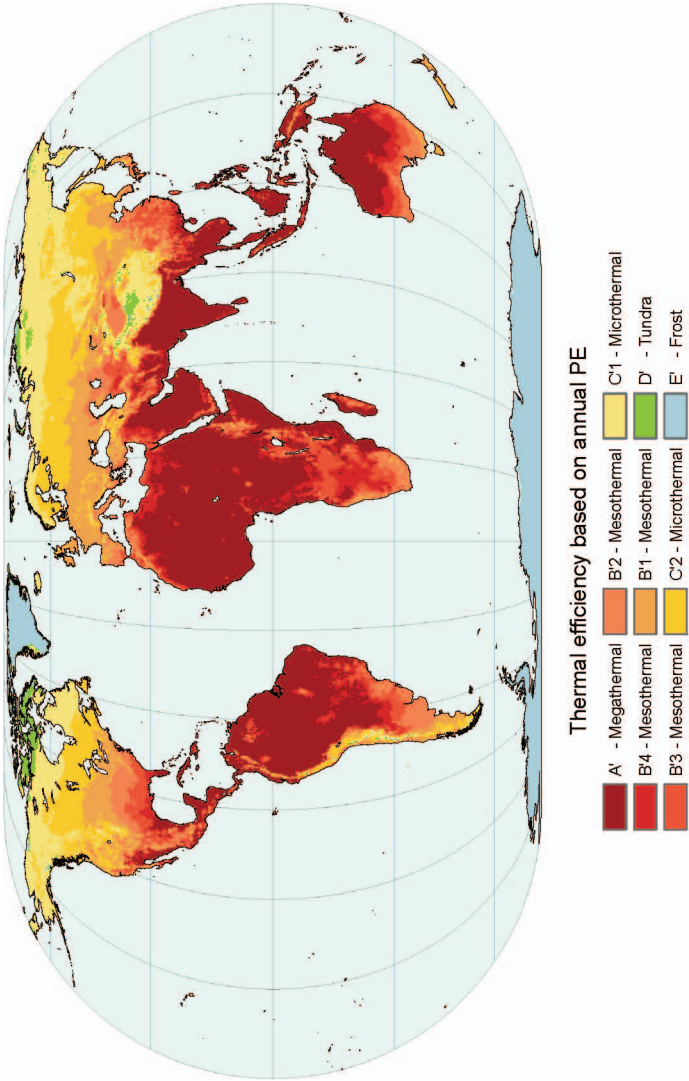 Thermal efficiency based on annual PE
A' - Megathermal B'2 - Mesothermal C'1 - Microthermal
B'4 - Mesothermal B'1 - Mesothermal D' - Tundra
B'3 - Mesothermal C'2 - Microthermal E' - Frost